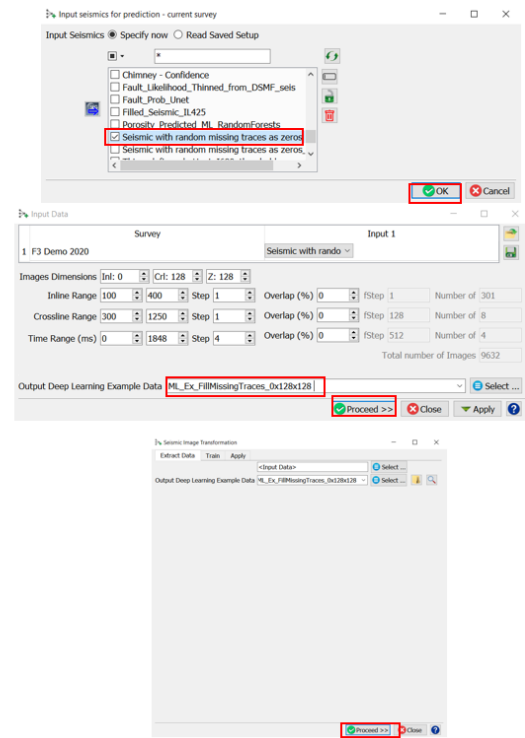 Input seismics for prediction - current survey
Input Seismics Specify now Read Saved Setup
*
Chimney - Confidence
Fault_Likelihood_Thinned_from_DSMF_seis
Fault_Prob_Unet
Filled_Seismic_IL425
Porosity_Predicted_ML_RandomForests
Seismic with random missing traces as zeros
Seismic with random missing traces as zeros_
OK Cancel
Input Data
Survey Input 1
1 F3 Demo 2020 Seismic with rando
Images Dimensions Inl: 0 Crl: 128 Z: 128
Inline Range 100 400 Step 1 Overlap (%) 0 fStep 1 Number of 301
Crossline Range 300 1250 Step 1 Overlap (%) 0 fStep 128 Number of 8
Time Range (ms) 0 1848 Step 4 Overlap (%) 0 fStep 512 Number of 4
Total number of Images 9632
Output Deep Learning Example Data ML_Ex_FillMissingTraces_0x128x128 Select ...
Proceed >> Close Apply
Seismic Image Transformation
Extract Data Train Apply
<Input Data> Select ...
Output Deep Learning Example Data ML_Ex_FillMissingTraces_0x128x128 Select ...
Proceed >> Close